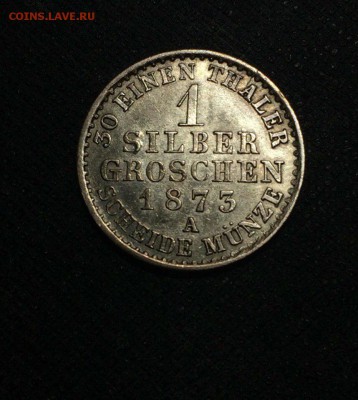 COINS.LAVE.RU
30 EINEN THALER
1
SILBER
GROSCHEN
1873
A
SCHEIDE MÜNZE